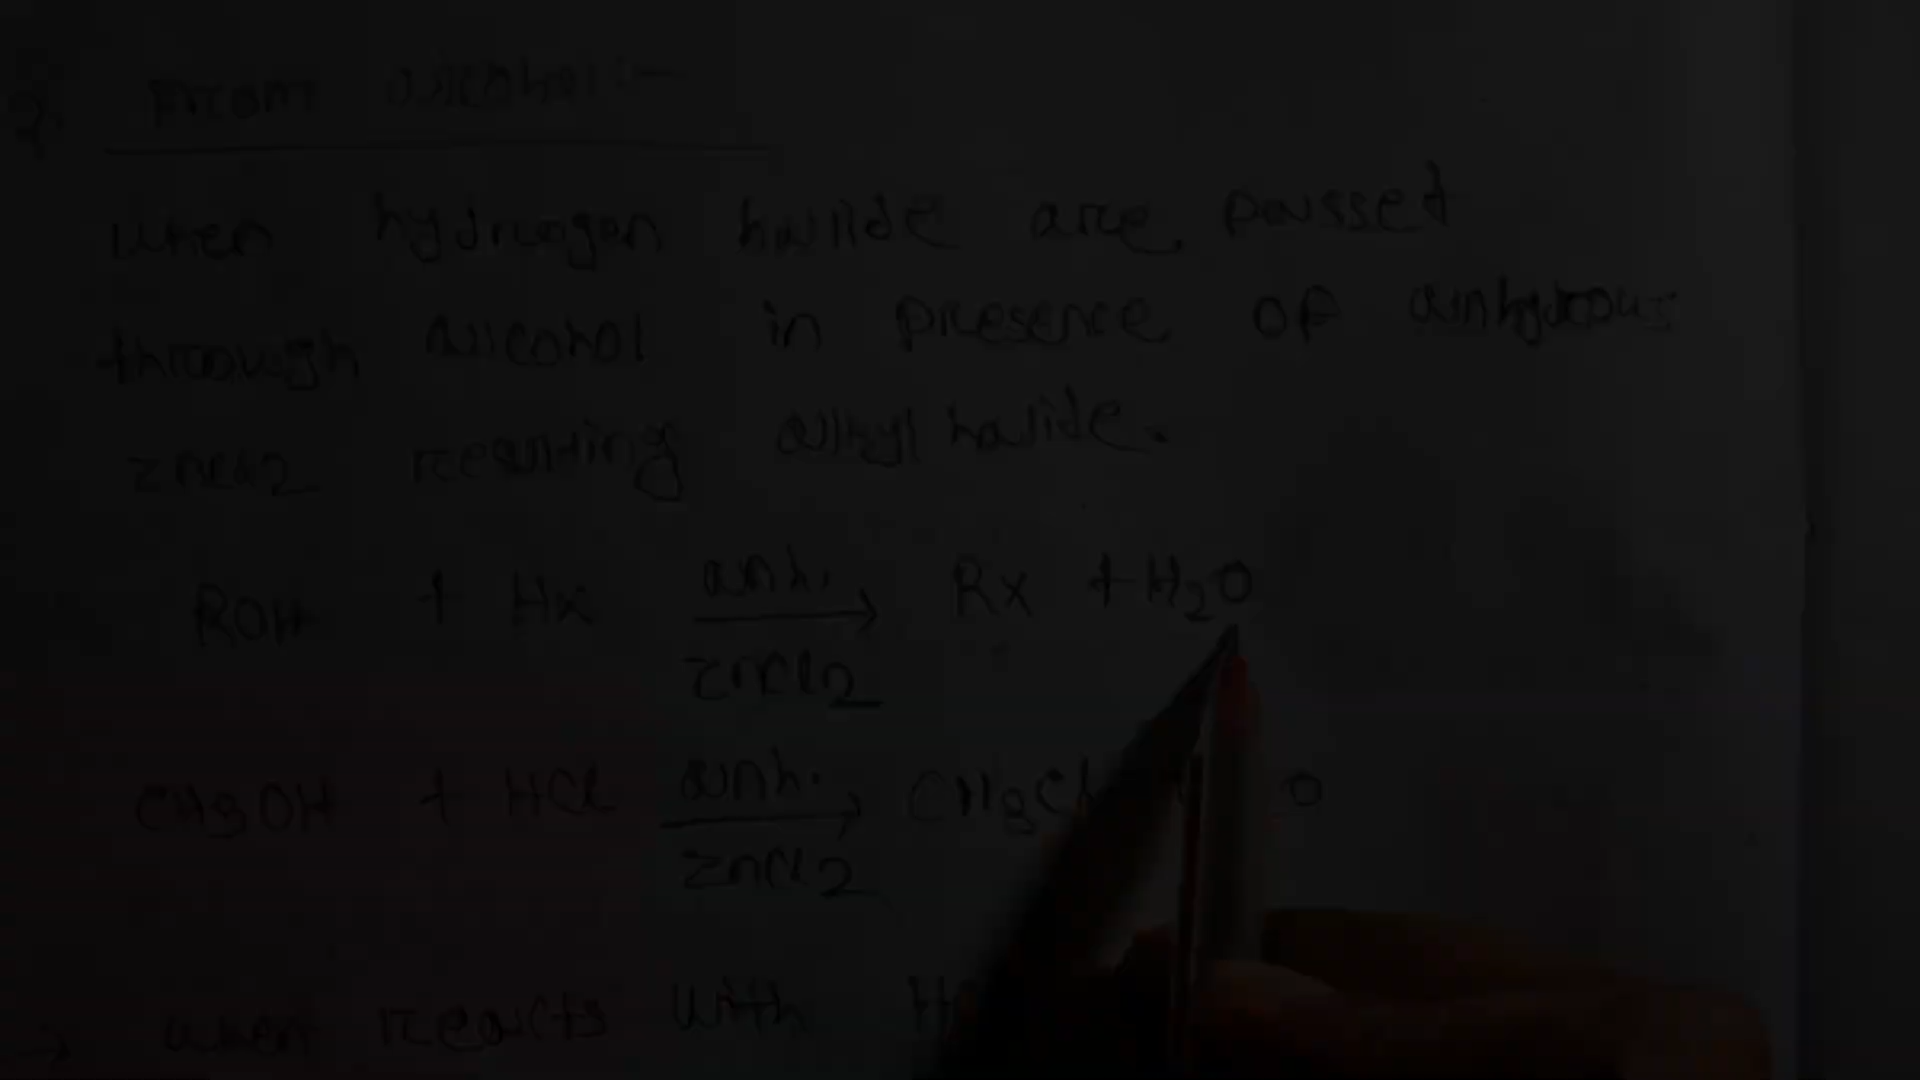 2. From alcohol :-
when hydrogen halide are passed
through alcohol in presence of anhydrous
ZnCl2 resulting alkyl halide.
anh.
ROH + HX → RX + H2O
ZnCl2
anh.
CH3OH + HCl → CH3Cl O
ZnCl2
→ when reacts with H